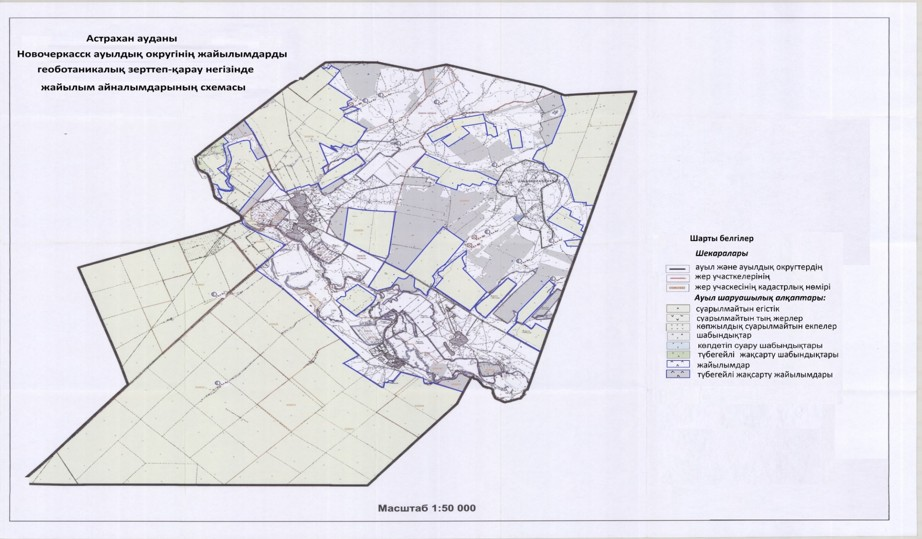 Астрахан ауданы
Новочеркасск ауылдық округінің жайылымдарды
геоботаникалық зерттеп-қарау негізінде
жайылым айналымдарының схемасы
Шарты белгілер
Шекаралары
ауыл және ауылдық округтердің
жер участкелерінің
жер учаскесінің кадастрлық нөмірі
Ауыл шаруашылық алқаптары:
суарылмайтын егістік
суарылмайтын тың жерлер
көпжылдық суарылмайтын екпелер
шабындықтар
көлдетіп суару шабындықтары
түбегейлі жақсарту шабындықтары
жайылымдар
түбегейлі жақсарту жайылымдары
Масштаб 1:50 000